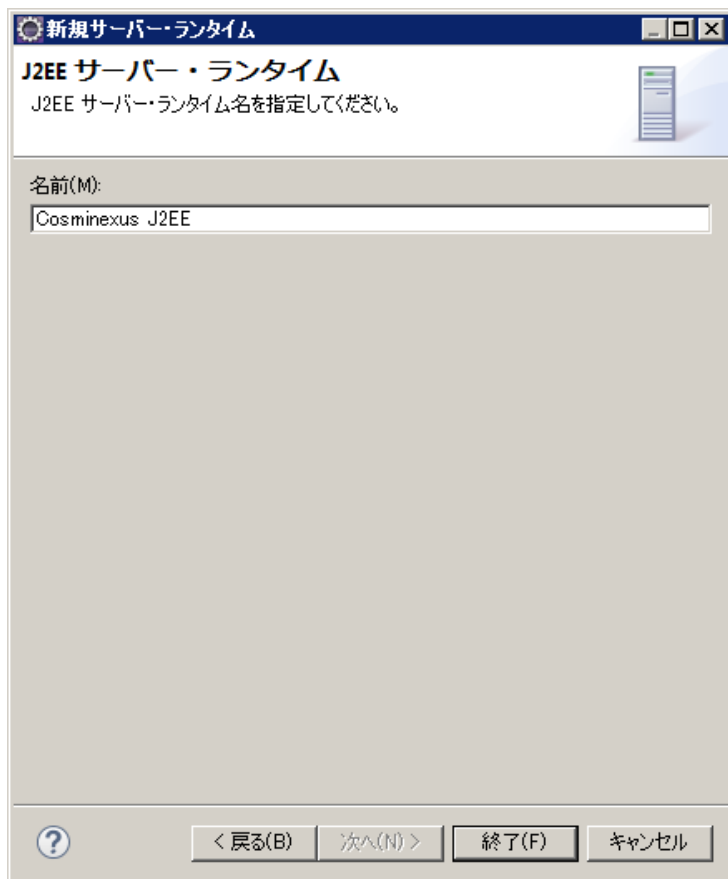 新規サーバー・ランタイム
J2EE サーバー・ランタイム
J2EE サーバー・ランタイム名を指定してください。
名前(M):
Cosminexus J2EE
< 戻る(B) 次へ(N) > 終了(F) キャンセル